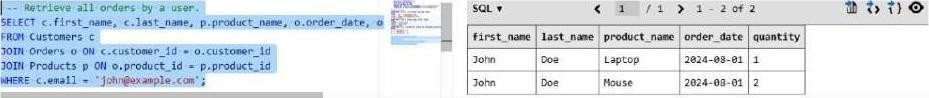 -- Retrieve all orders by a user.
SELECT c.first_name, c.last_name, p.product_name, o.order_date, o
FROM Customers c
JOIN Orders o ON c.customer_id = o.customer_id
JOIN Products p ON o.product_id = p.product_id
WHERE c.email = 'john@example.com';
SQL 1 / 1 1 - 2 of 2
first_name last_name product_name order_date quantity
John Doe Laptop 2024-08-01 1
John Doe Mouse 2024-08-01 2